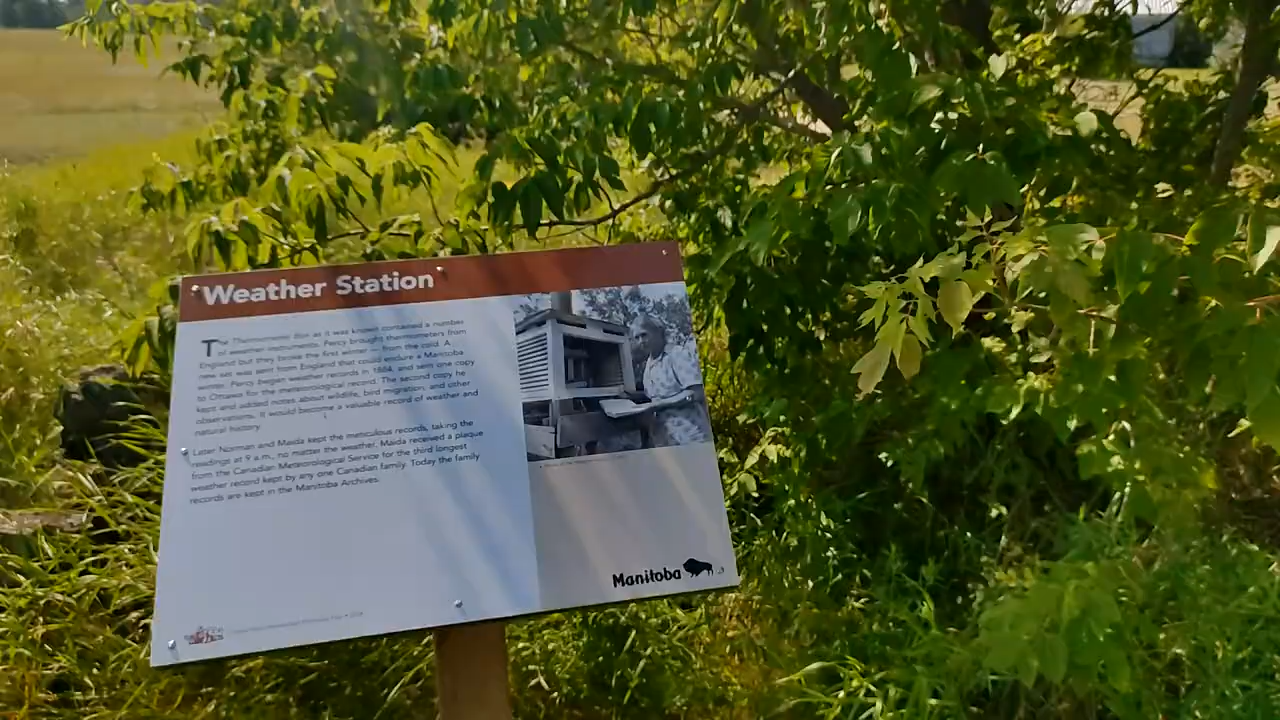 Weather Station
The Thermometer Box as it was known contained a number
of weather instruments. Percy brought thermometers from
England but they broke the first winter – from the cold. A
new set was sent from England that could endure a Manitoba
winter. Percy began weather records in 1884, and sent one copy
to Ottawa for the meteorological record. The second copy he
kept and added notes about wildlife, bird migration, and other
observations. It would become a valuable record of weather and
natural history.
Later Norman and Maida kept the meticulous records, taking the
readings at 9 a.m., no matter the weather. Maida received a plaque
from the Canadian Meteorological Service for the third longest
weather record kept by any one Canadian family. Today the family
records are kept in the Manitoba Archives.
Manitoba